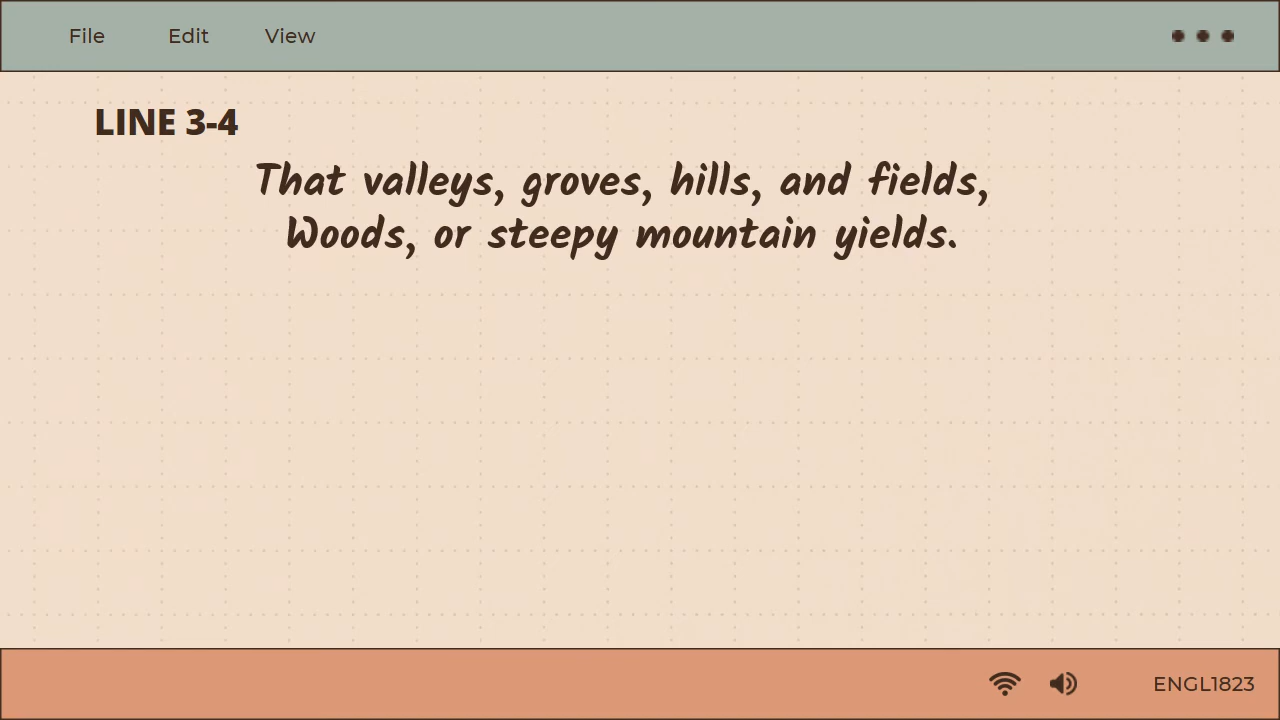 File Edit View
LINE 3-4
That valleys, groves, hills, and fields,
Woods, or steepy mountain yields.
ENGL1823